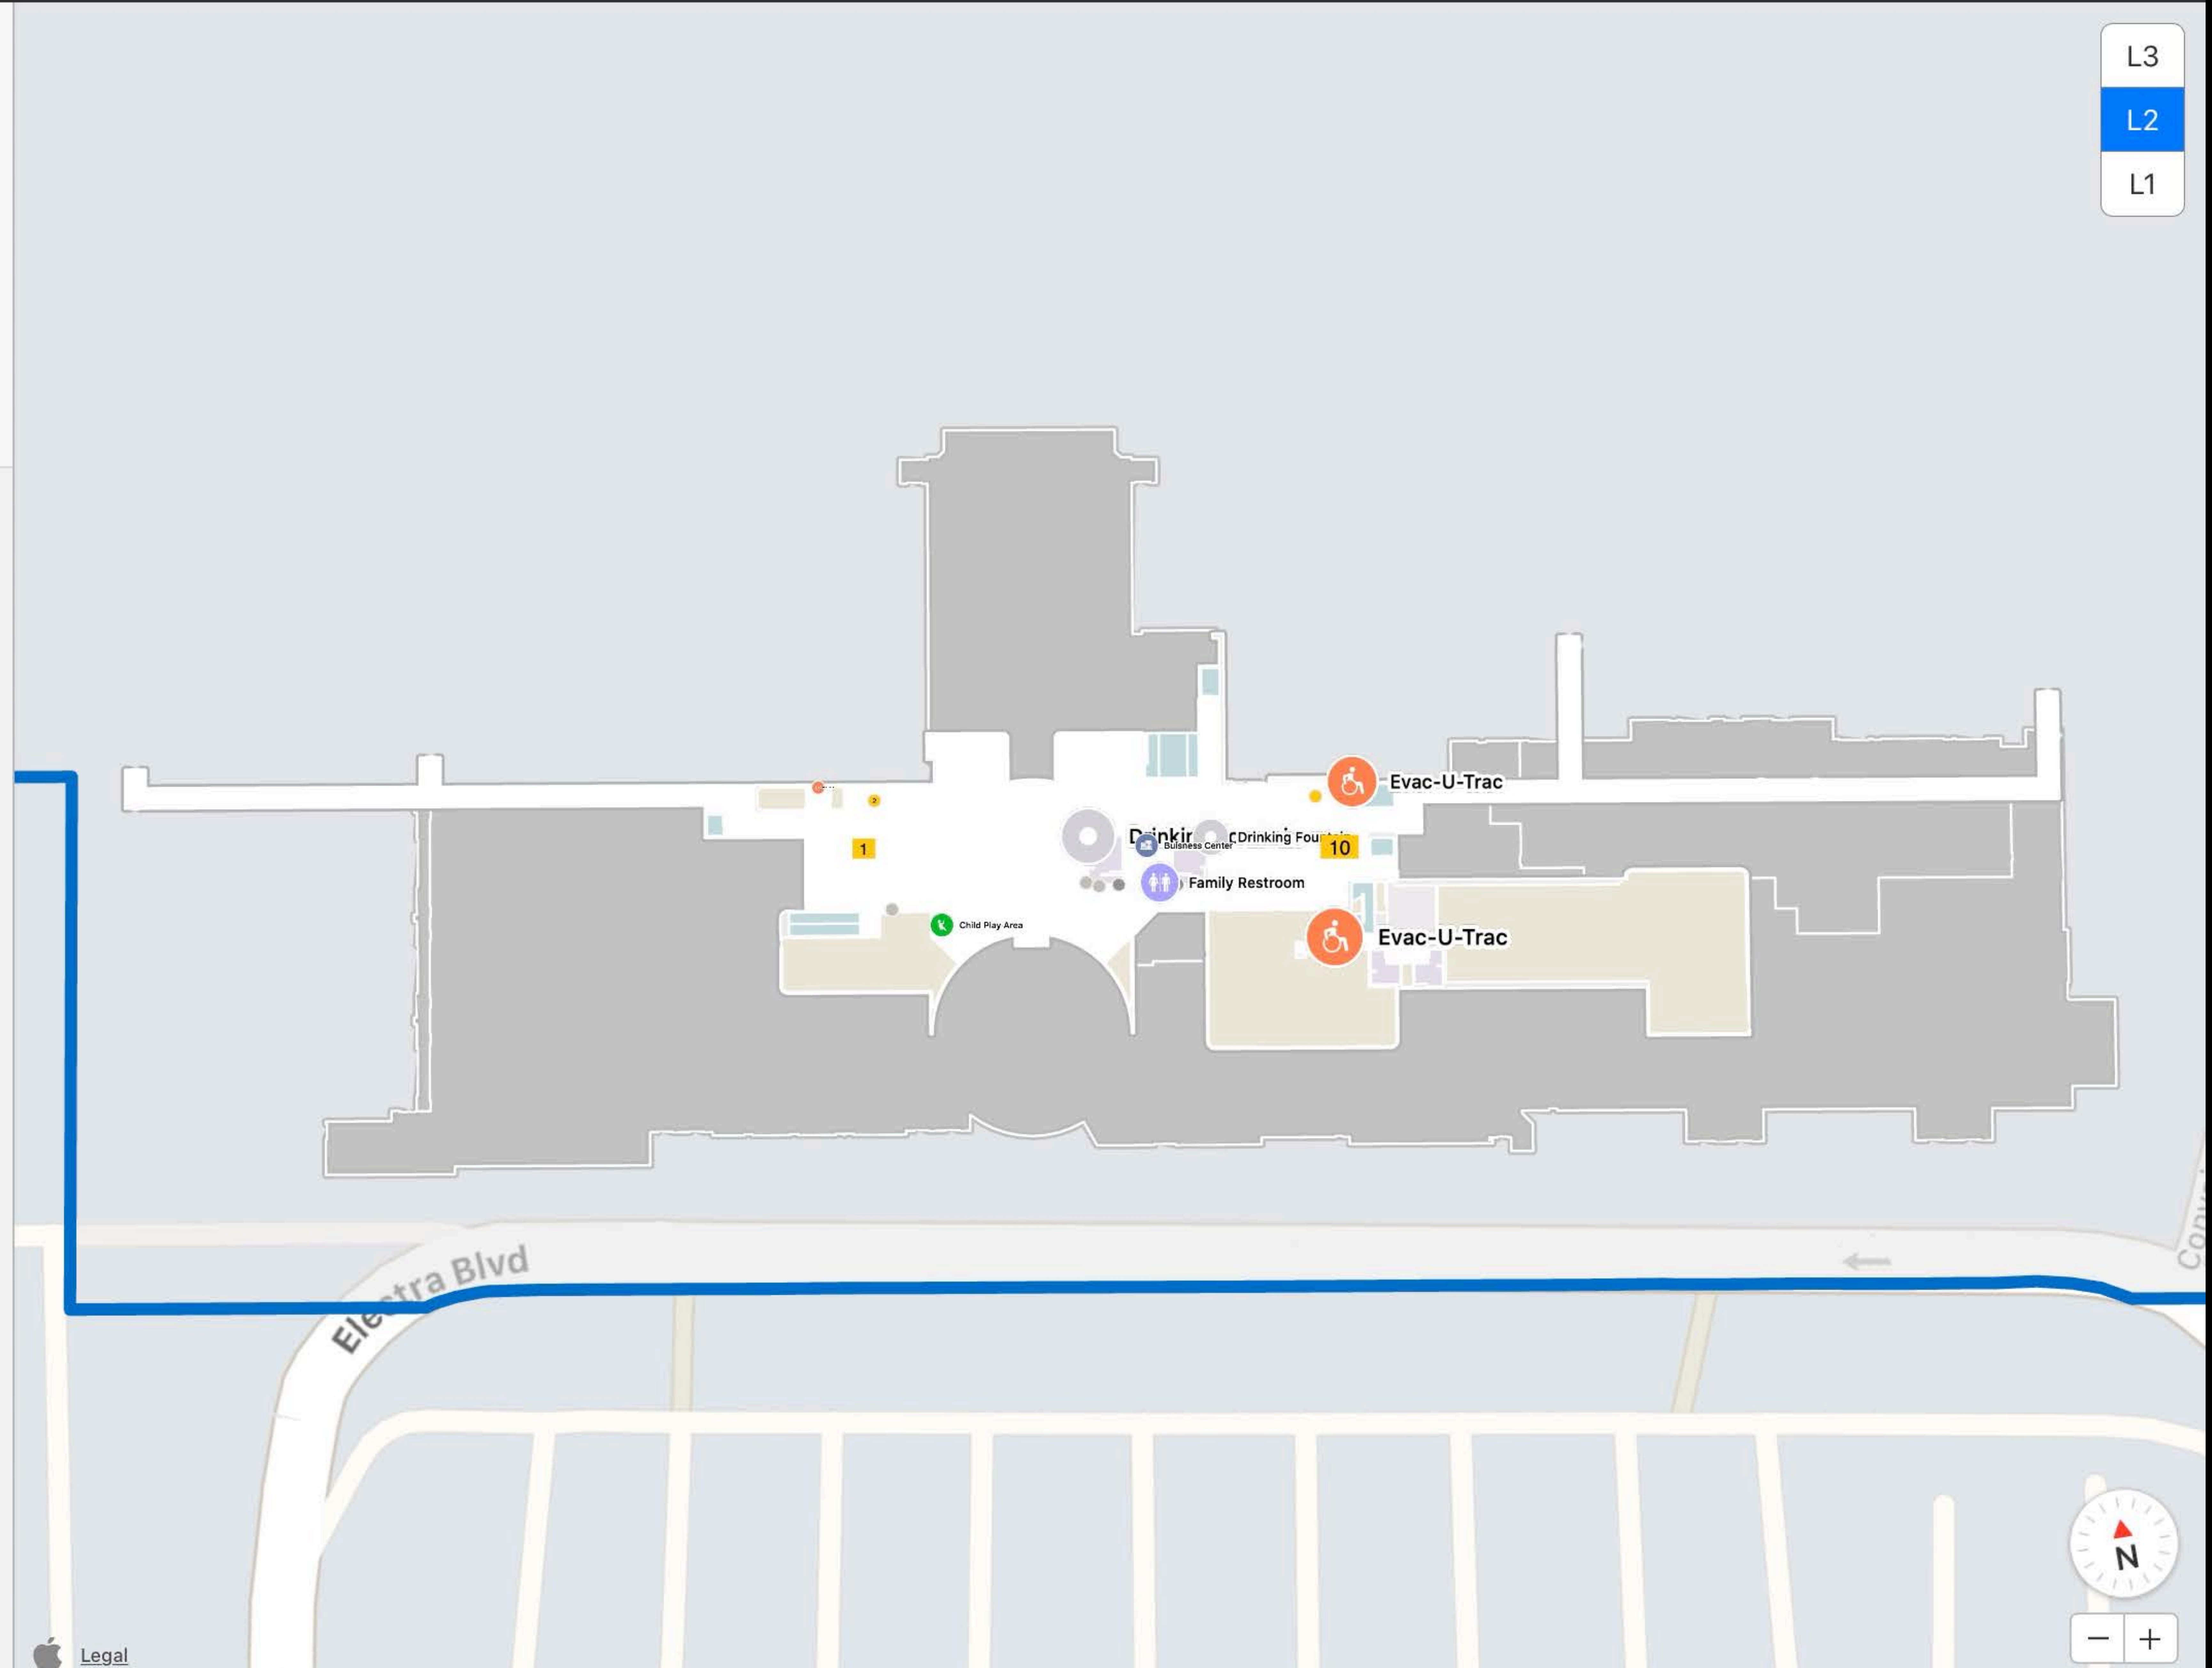 L3
L2
L1
Evac-U-Trac
2
Drinking Fountain
Business Center
1
10
Family Restroom
Child Play Area
Evac-U-Trac
Electra Blvd
N
Legal